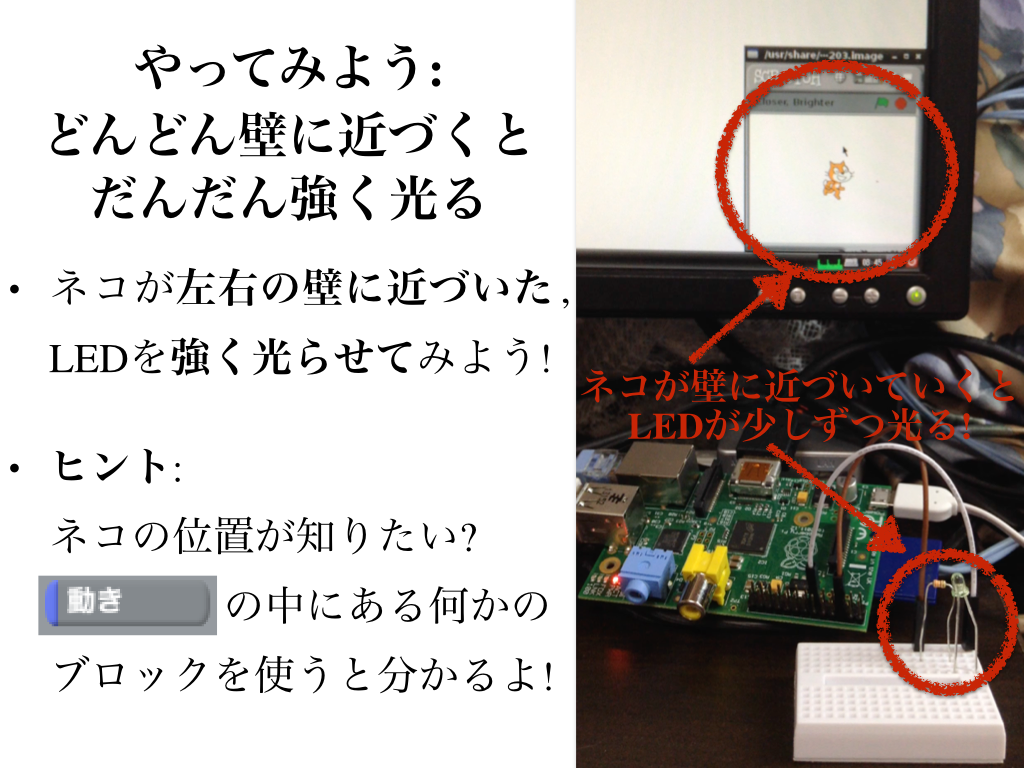 やってみよう:
どんどん壁に近づくと
だんだん強く光る
• ネコが左右の壁に近づいた,
LEDを強く光らせてみよう!
• ヒント:
ネコの位置が知りたい?
動き の中にある何かの
ブロックを使うと分かるよ!
/usr/share/—203.image
SCRATCH
Closer, Brighter
ネコが壁に近づいていくと
LEDが少しずつ光る!